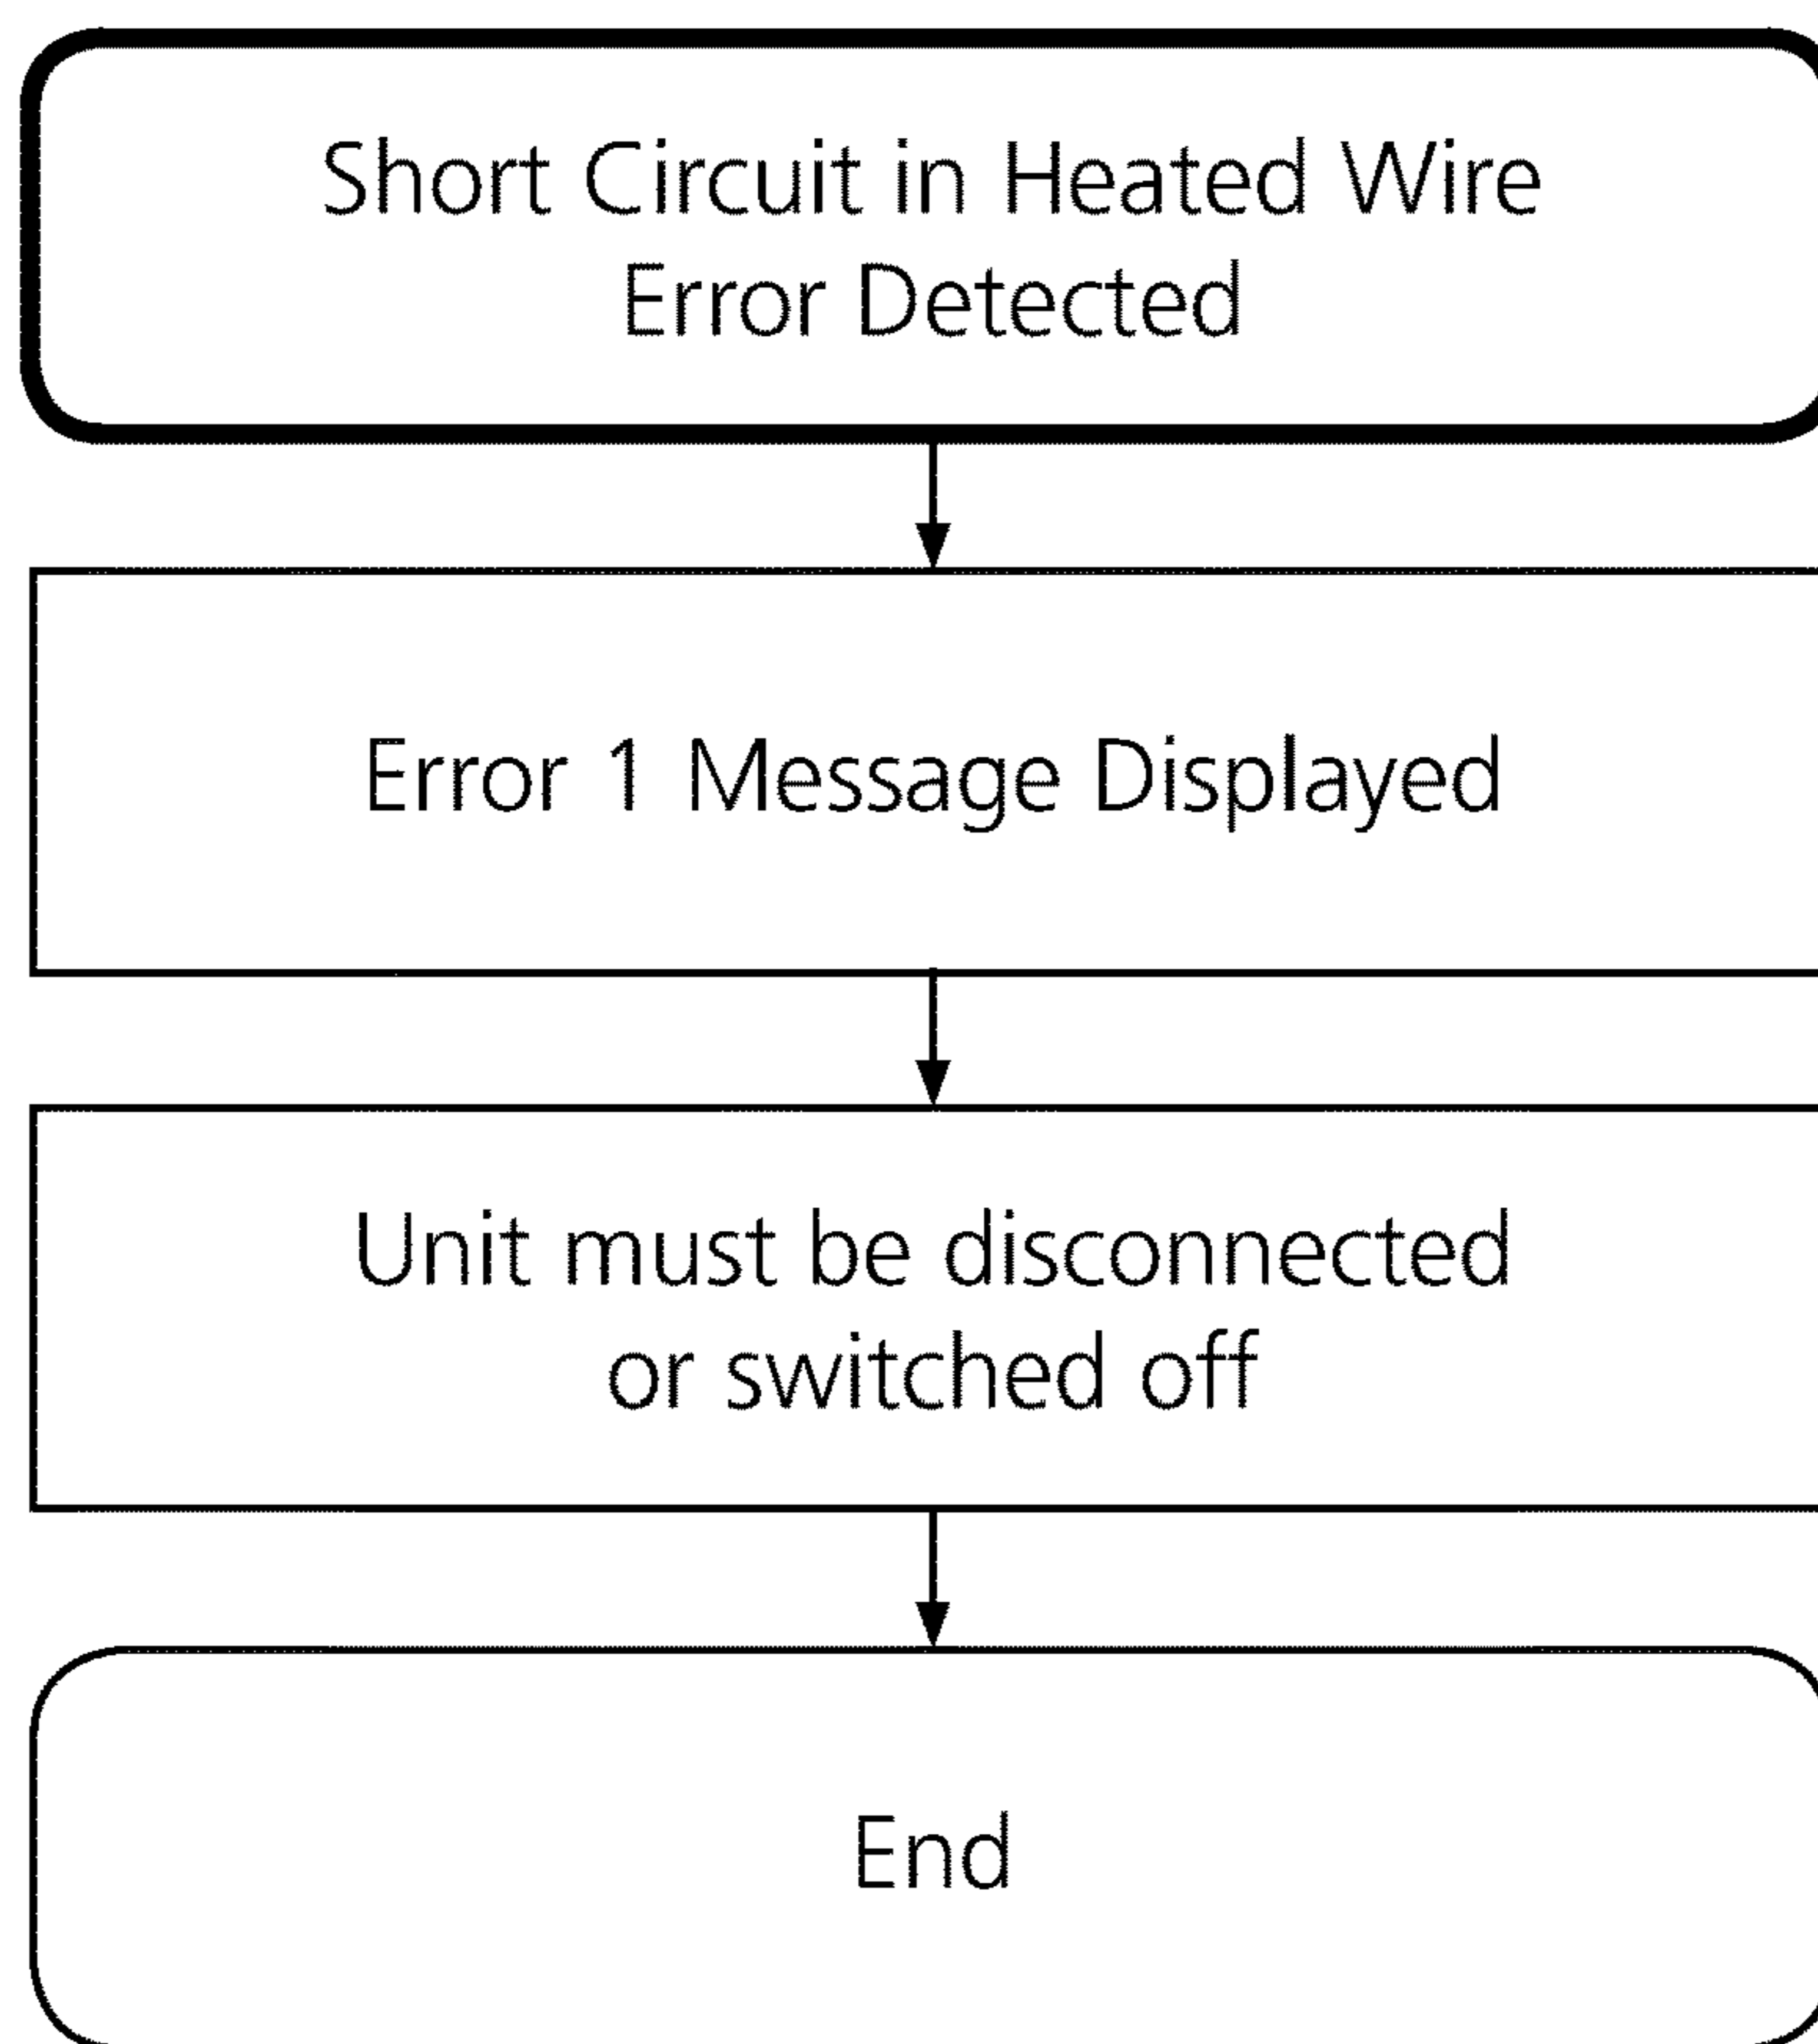 Short Circuit in Heated Wire
Error Detected
Error 1 Message Displayed
Unit must be disconnected
or switched off
End